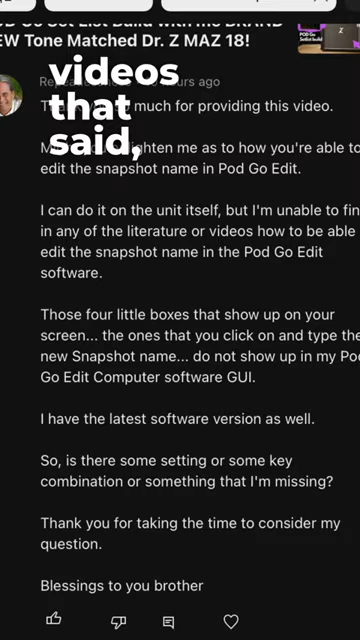 POD Go Set List Build with me BRAND
EW Tone Matched Dr. Z MAZ 18!
videos
that
said,
much for providing this video.
lighten me as to how you're able to
edit the snapshot name in Pod Go Edit.
I can do it on the unit itself, but I'm unable to fin
in any of the literature or videos how to be able
edit the snapshot name in the Pod Go Edit
software.
Those four little boxes that show up on your
screen... the ones that you click on and type the
new Snapshot name... do not show up in my Po
Go Edit Computer software GUI.
I have the latest software version as well.
So, is there some setting or some key
combination or something that I'm missing?
Thank you for taking the time to consider my
question.
Blessings to you brother